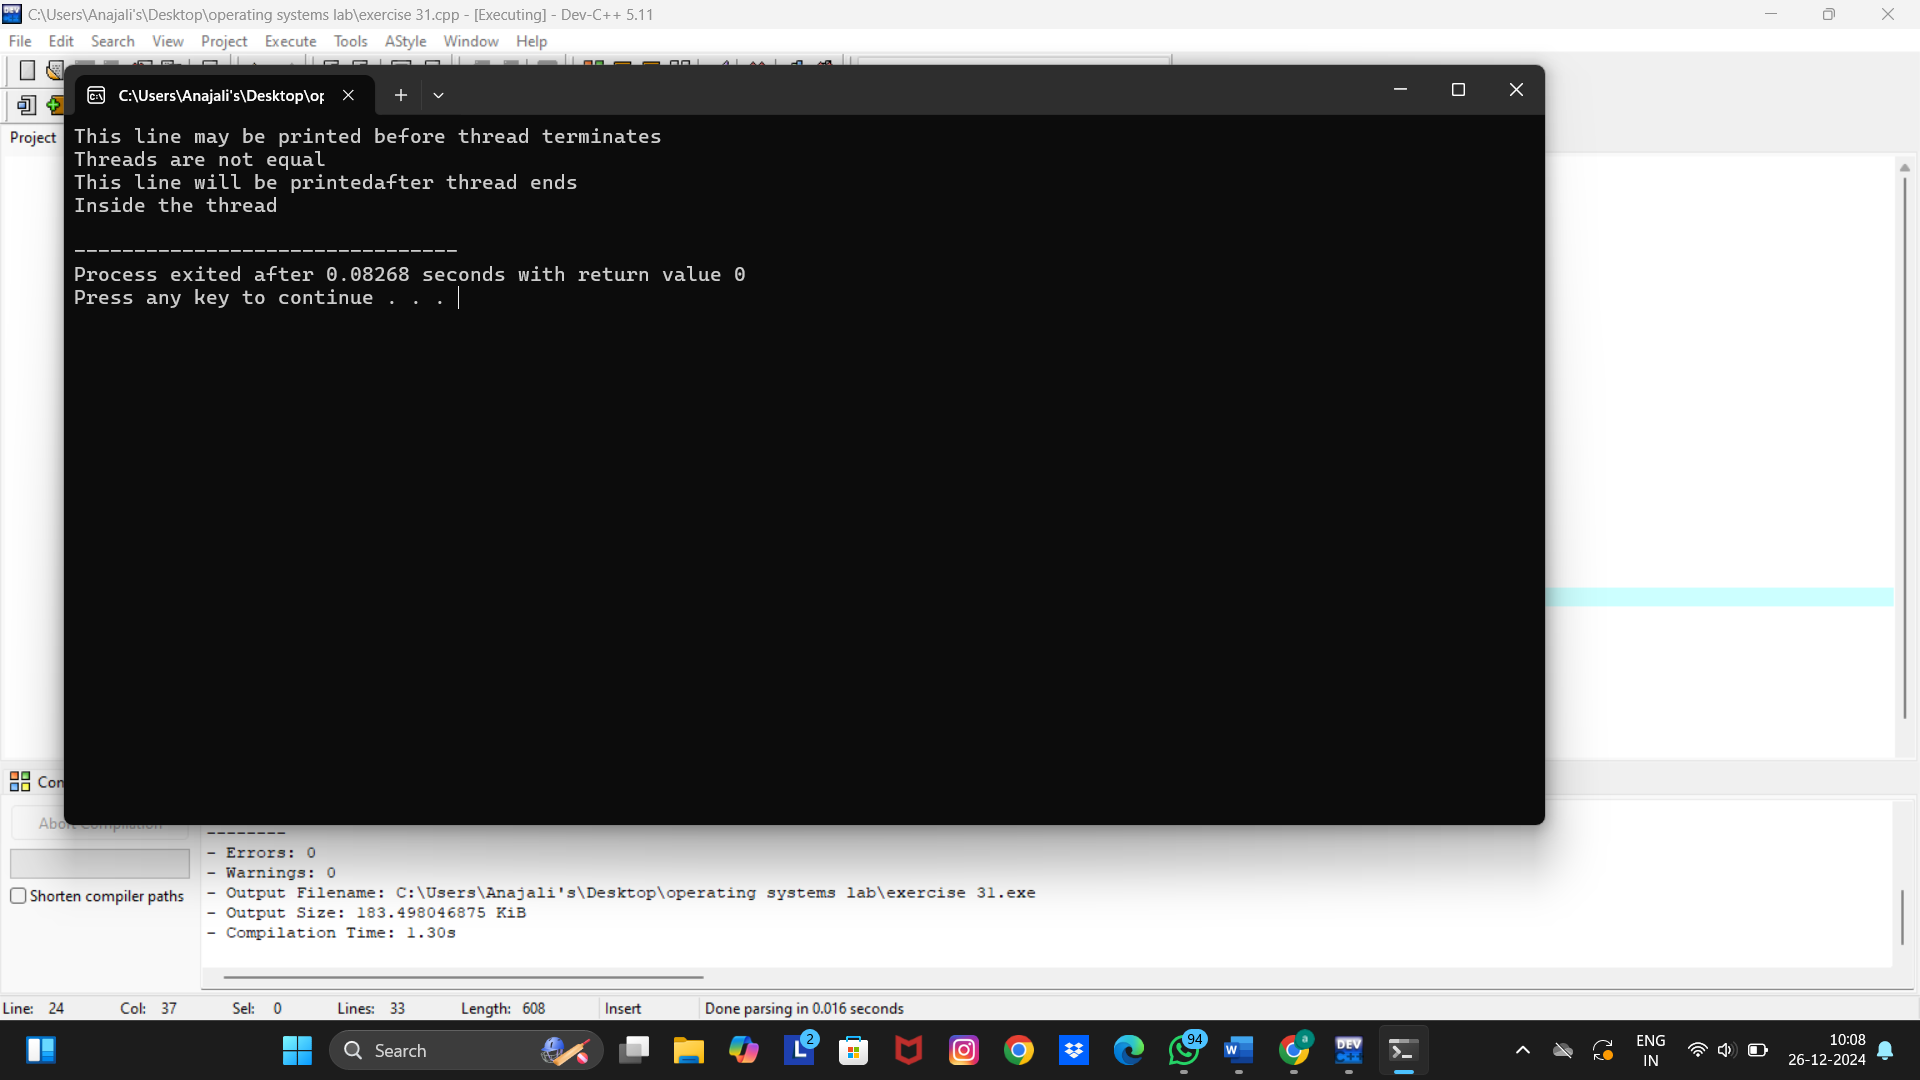 C:\Users\Anajali's\Desktop\operating systems lab\exercise 31.cpp - [Executing] - Dev-C++ 5.11
File Edit Search View Project Execute Tools AStyle Window Help
C:\Users\Anajali's\Desktop\op
Project
This line may be printed before thread terminates
Threads are not equal
This line will be printedafter thread ends
Inside the thread
--------------------------------
Process exited after 0.08268 seconds with return value 0
Press any key to continue . . .
Com
Abort Compilation
Shorten compiler paths
--------
- Errors: 0
- Warnings: 0
- Output Filename: C:\Users\Anajali's\Desktop\operating systems lab\exercise 31.exe
- Output Size: 183.498046875 KiB
- Compilation Time: 1.30s
Line: 24 Col: 37 Sel: 0 Lines: 33 Length: 608 Insert Done parsing in 0.016 seconds
Search
L 2
94
W
a
DEV C++
ENG
IN
10:08
26-12-2024